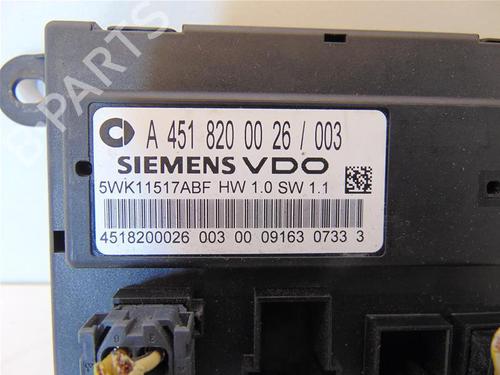 B PARTS
A 451 820 00 26 / 003
SIEMENS VDO
5WK11517ABF HW 1.0 SW 1.1
4518200026 003 00 09163 0733 3